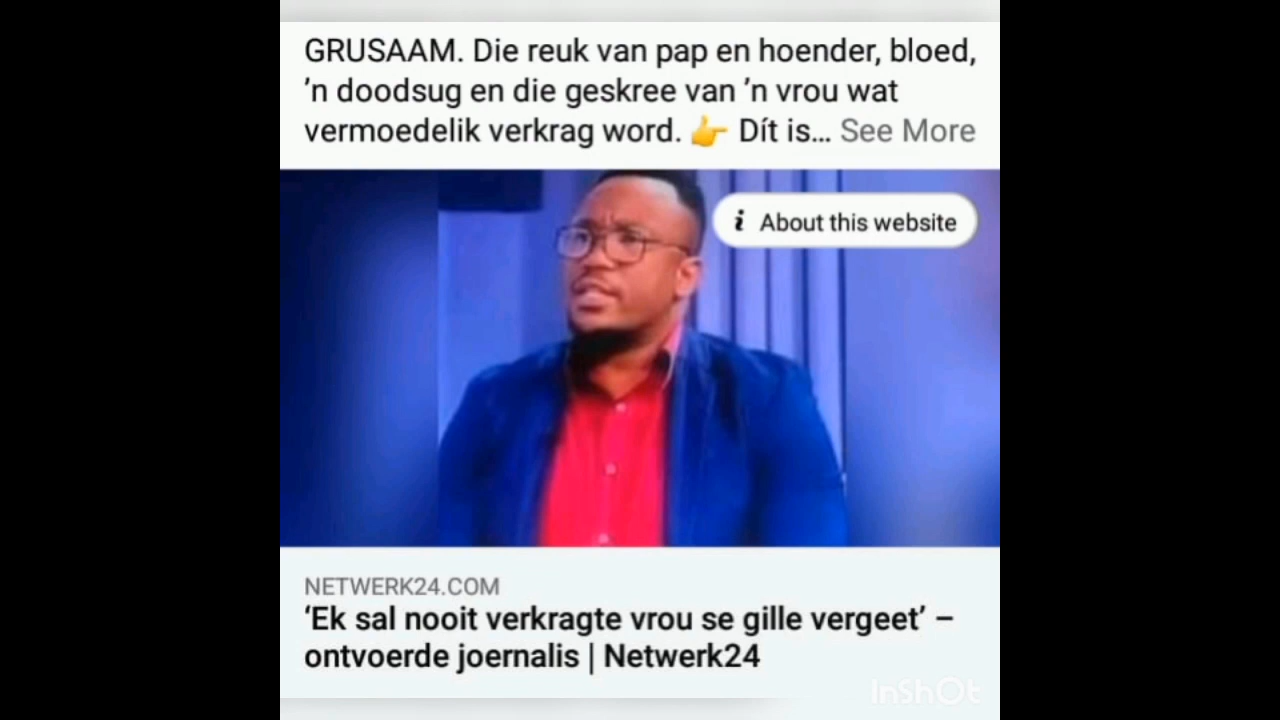 GRUSAAM. Die reuk van pap en hoender, bloed,
’n doodsug en die geskree van ’n vrou wat
vermoedelik verkrag word. 👉 Dít is... See More
i About this website
NETWERK24.COM
‘Ek sal nooit verkragte vrou se gille vergeet’ –
ontvoerde joernalis | Netwerk24
InShOt